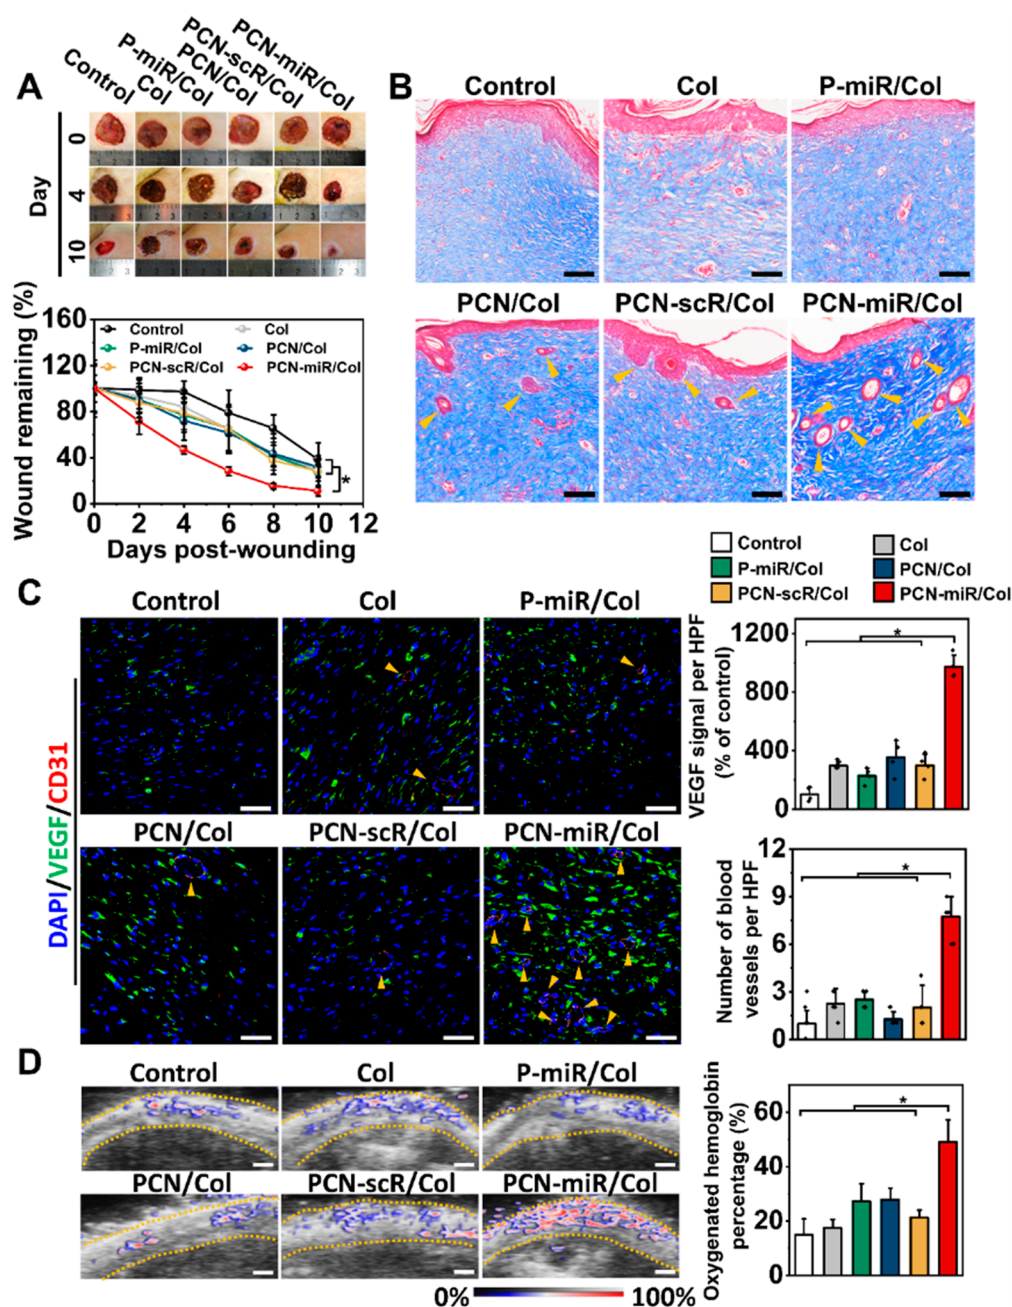 A
Control
Col
P-miR/Col
PCN/Col
PCN-scR/Col
PCN-miR/Col
Day
0
4
10
Wound remaining (%)
160
120
80
40
0
Control
Col
P-miR/Col
PCN/Col
PCN-scR/Col
PCN-miR/Col
*
0 2 4 6 8 10 12
Days post-wounding
B
Control Col P-miR/Col
PCN/Col PCN-scR/Col PCN-miR/Col
Control Col
P-miR/Col PCN/Col
PCN-scR/Col PCN-miR/Col
C
DAPI/VEGF/CD31
Control Col P-miR/Col
PCN/Col PCN-scR/Col PCN-miR/Col
VEGF signal per HPF
(% of control)
1200
800
400
0
*
Number of blood
vessels per HPF
12
9
6
3
0
*
D
Control Col P-miR/Col
PCN/Col PCN-scR/Col PCN-miR/Col
0% 100%
Oxygenated hemoglobin
percentage (%)
60
40
20
0
*